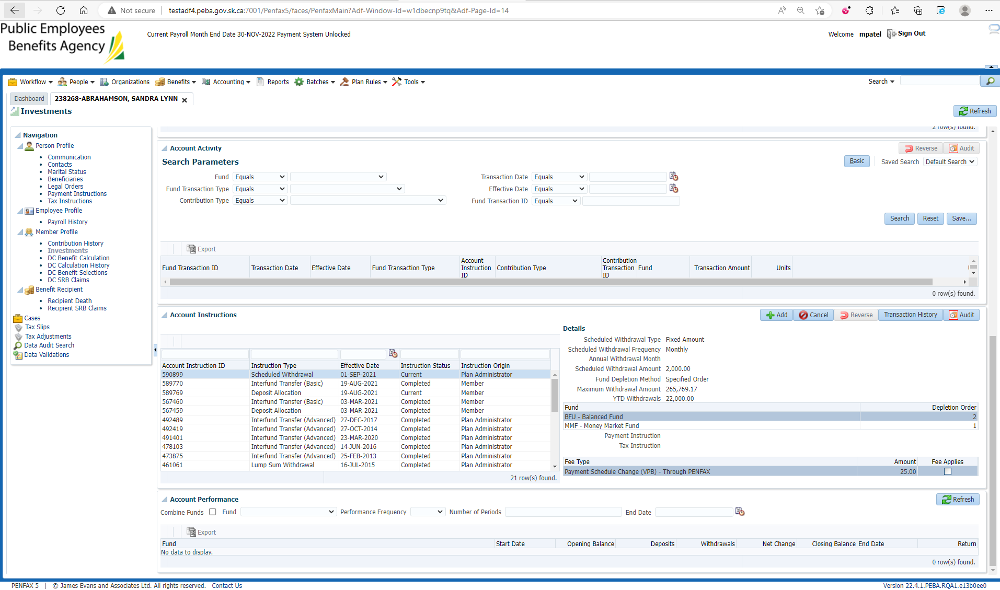 Not secure | testadf4.peba.gov.sk.ca:7001/Penfax5/faces/PenfaxMain?Adf-Window-Id=w1dbecnp9tq&Adf-Page-Id=14
Public Employees
Benefits Agency
Current Payroll Month End Date 30-NOV-2022 Payment System Unlocked
Welcome mpatel Sign Out
Workflow People Organizations Benefits Accounting Reports Batches Plan Rules Tools Search
Dashboard 238268-ABRAHAMSON, SANDRA LYNN
Investments Refresh
Navigation
Person Profile
Communication
Contacts
Marital Status
Beneficiaries
Legal Orders
Payment Instructions
Tax Instructions
Employee Profile
Payroll History
Member Profile
Contribution History
Investments
DC Benefit Calculation
DC Calculation History
DC Benefit Selections
DC SRB Claims
Benefit Recipient
Recipient Death
Recipient SRB Claims
Cases
Tax Slips
Tax Adjustments
Data Audit Search
Data Validations
2 row(s) found.
Account Activity Reverse Audit
Search Parameters Basic Saved Search Default Search
Fund Equals Transaction Date Equals
Fund Transaction Type Equals Effective Date Equals
Contribution Type Equals Fund Transaction ID Equals
Search Reset Save...
Export
Fund Transaction ID Transaction Date Effective Date Fund Transaction Type Account Instruction ID Contribution Type Contribution Transaction ID Fund Transaction Amount Units
0 row(s) found.
Account Instructions Add Cancel Reverse Transaction History Audit
Account Instruction ID Instruction Type Effective Date Instruction Status Instruction Origin
590899 Scheduled Withdrawal 01-SEP-2021 Current Plan Administrator
589770 Interfund Transfer (Basic) 19-AUG-2021 Completed Member
589769 Deposit Allocation 19-AUG-2021 Current Member
567460 Interfund Transfer (Basic) 03-MAR-2021 Completed Member
567459 Deposit Allocation 03-MAR-2021 Completed Member
492489 Interfund Transfer (Advanced) 27-DEC-2017 Completed Plan Administrator
492419 Interfund Transfer (Advanced) 27-OCT-2014 Completed Plan Administrator
491401 Interfund Transfer (Advanced) 23-MAR-2020 Completed Plan Administrator
478103 Interfund Transfer (Advanced) 14-JUN-2016 Completed Plan Administrator
473875 Interfund Transfer (Advanced) 25-FEB-2013 Completed Plan Administrator
461061 Lump Sum Withdrawal 16-JUL-2015 Completed Plan Administrator
21 row(s) found.
Details
Scheduled Withdrawal Type Fixed Amount
Scheduled Withdrawal Frequency Monthly
Annual Withdrawal Month
Scheduled Withdrawal Amount 2,000.00
Fund Depletion Method Specified Order
Maximum Withdrawal Amount 265,769.17
YTD Withdrawals 22,000.00
Fund Depletion Order
BFU - Balanced Fund 2
MMF - Money Market Fund 1
Payment Instruction
Tax Instruction
Fee Type Amount Fee Applies
Payment Schedule Change (VPB) - Through PENFAX 25.00
Account Performance Refresh
Combine Funds Fund Performance Frequency Number of Periods End Date
Export
Fund Start Date Opening Balance Deposits Withdrawals Net Change Closing Balance End Date Return
No data to display.
0 row(s) found.
PENFAX 5 | © James Evans and Associates Ltd. All rights reserved. Contact Us Version 22.4.1.PEBA.RQA1.e13b0ee0